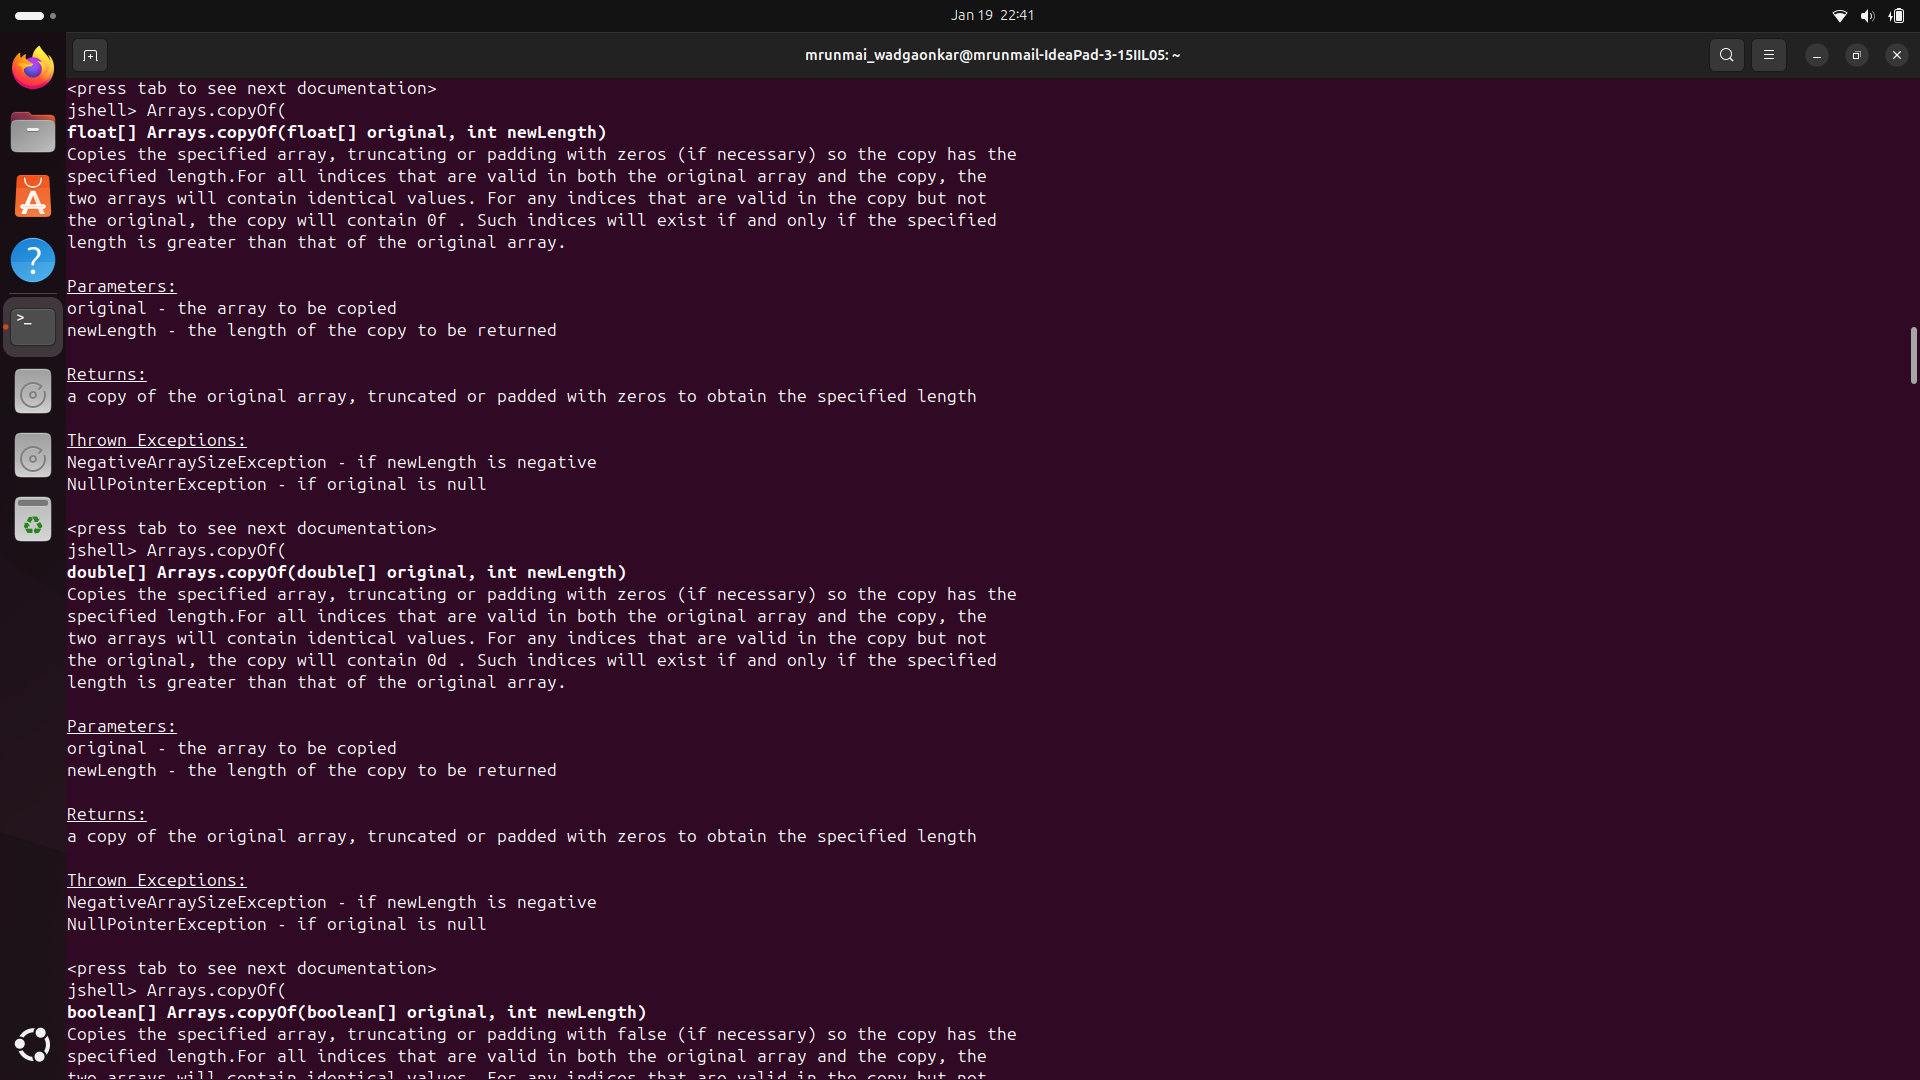 Jan 19 22:41
mrunmai_wadgaonkar@mrunmail-IdeaPad-3-15IIL05: ~
<press tab to see next documentation>
jshell> Arrays.copyOf(
float[] Arrays.copyOf(float[] original, int newLength)
Copies the specified array, truncating or padding with zeros (if necessary) so the copy has the
specified length.For all indices that are valid in both the original array and the copy, the
two arrays will contain identical values. For any indices that are valid in the copy but not
the original, the copy will contain 0f . Such indices will exist if and only if the specified
length is greater than that of the original array.
Parameters:
original - the array to be copied
newLength - the length of the copy to be returned
Returns:
a copy of the original array, truncated or padded with zeros to obtain the specified length
Thrown Exceptions:
NegativeArraySizeException - if newLength is negative
NullPointerException - if original is null
<press tab to see next documentation>
jshell> Arrays.copyOf(
double[] Arrays.copyOf(double[] original, int newLength)
Copies the specified array, truncating or padding with zeros (if necessary) so the copy has the
specified length.For all indices that are valid in both the original array and the copy, the
two arrays will contain identical values. For any indices that are valid in the copy but not
the original, the copy will contain 0d . Such indices will exist if and only if the specified
length is greater than that of the original array.
Parameters:
original - the array to be copied
newLength - the length of the copy to be returned
Returns:
a copy of the original array, truncated or padded with zeros to obtain the specified length
Thrown Exceptions:
NegativeArraySizeException - if newLength is negative
NullPointerException - if original is null
<press tab to see next documentation>
jshell> Arrays.copyOf(
boolean[] Arrays.copyOf(boolean[] original, int newLength)
Copies the specified array, truncating or padding with false (if necessary) so the copy has the
specified length.For all indices that are valid in both the original array and the copy, the
two arrays will contain identical values. For any indices that are valid in the copy but not